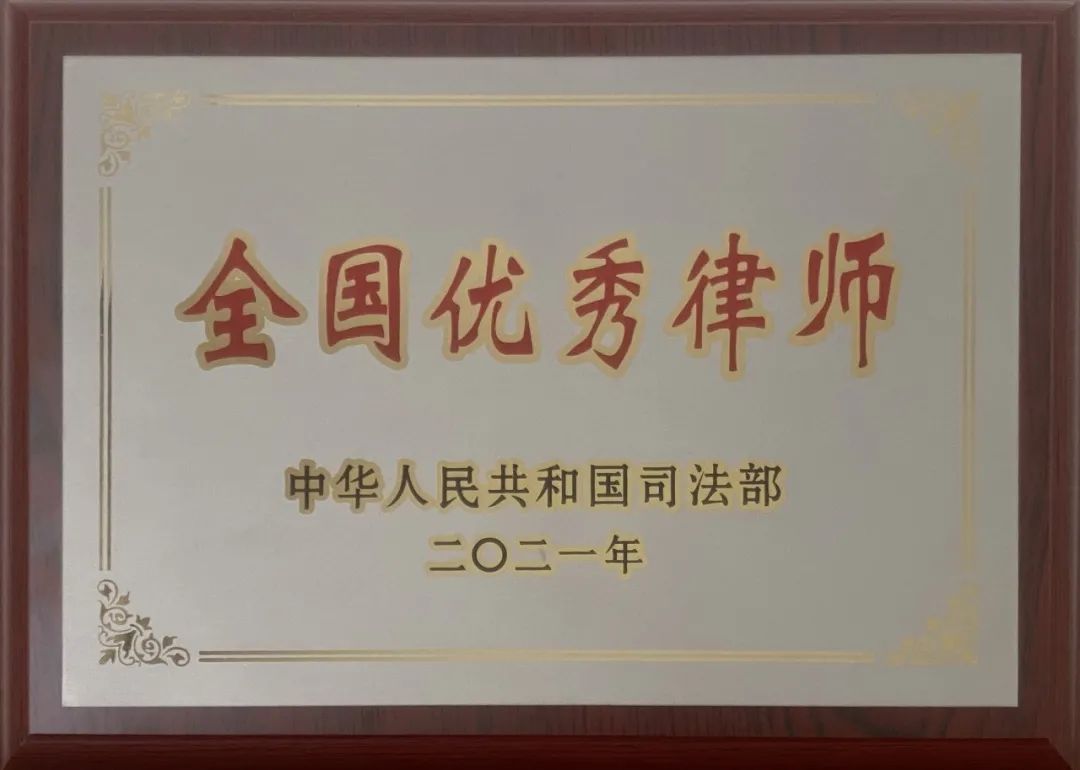 全国优秀律师
中华人民共和国司法部
二〇二一年